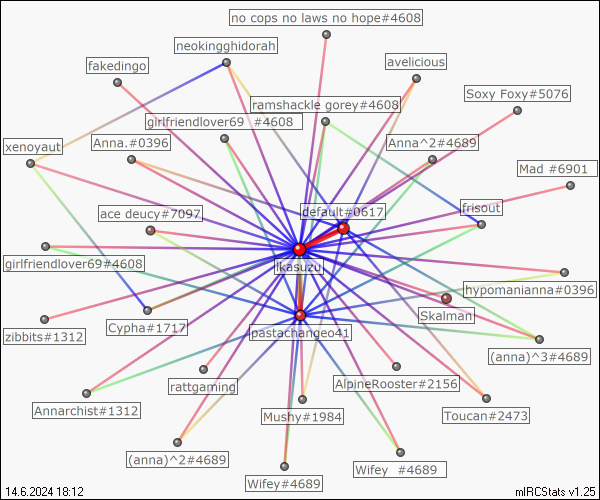 no cops no laws no hope#4608
neokingghidorah
avelicious
fakedingo
Soxy Foxy#5076
ramshackle gorey#4608
girlfriendlover69 #4608
Anna.#0396
Anna^2#4689
xenoyaut
Mad #6901
ace deucy#7097
default#0617
frisout
girlfriendlover69#4608
ikasuzu
hypomanianna#0396
Skalman
zibbits#1312
Cypha#1717
pastachangeo41
(anna)^3#4689
rattgaming
AlpineRooster#2156
Annarchist#1312
Mushy#1984
Toucan#2473
(anna)^2#4689
Wifey#4689
Wifey #4689
14.6.2024 18:12
mIRCStats v1.25